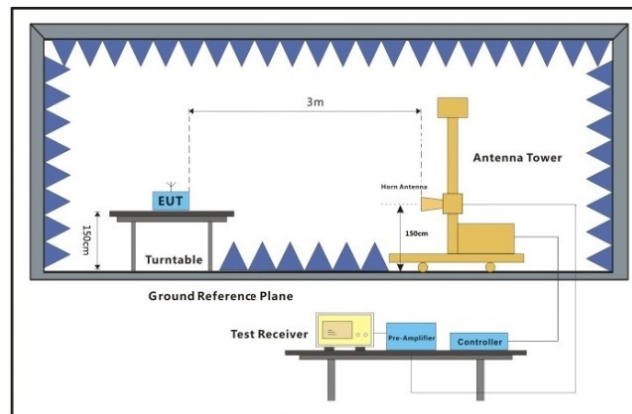 3m
Antenna Tower
Horn Antenna
EUT
150cm
150cm
Turntable
Ground Reference Plane
Test Receiver
Pre-Amplifier
Controller